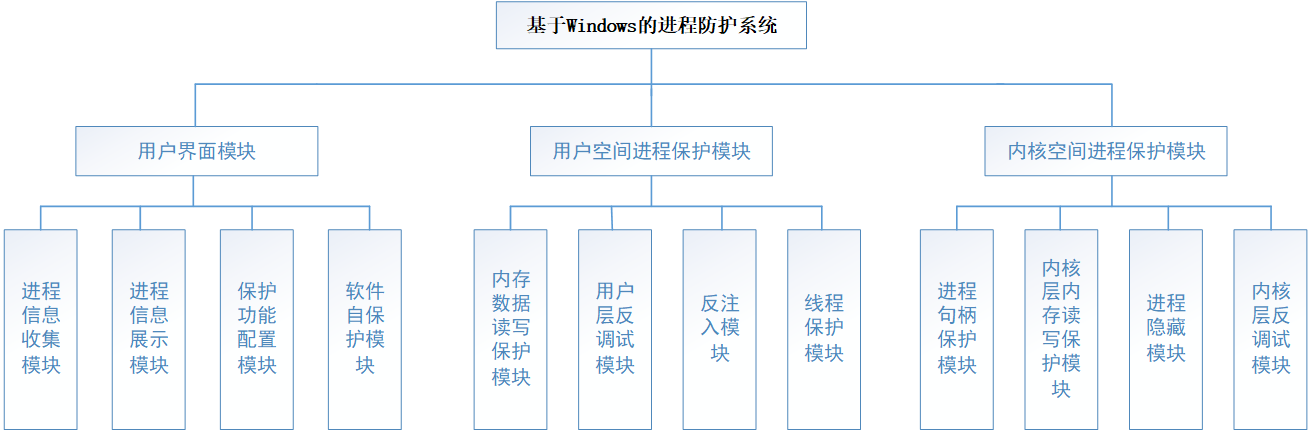 基于Windows的进程防护系统
用户界面模块
用户空间进程保护模块
内核空间进程保护模块
进程
信息
收集
模块
进程
信息
展示
模块
保护
功能
配置
模块
软件
自保
护模
块
内存
数据
读写
保护
模块
用户
层反
调试
模块
反注
入模
块
线程
保护
模块
进程
句柄
保护
模块
内核
层内
存读
写保
护模
块
进程
隐藏
模块
内核
层反
调试
模块